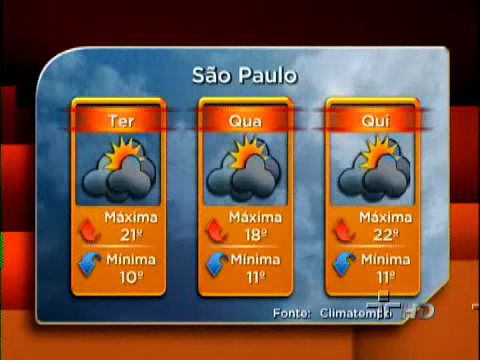 São Paulo
Ter
Qua
Qui
Máxima
21º
Mínima
10º
Máxima
18º
Mínima
11º
Máxima
22º
Mínima
11º
Fonte: Climatempo
HD